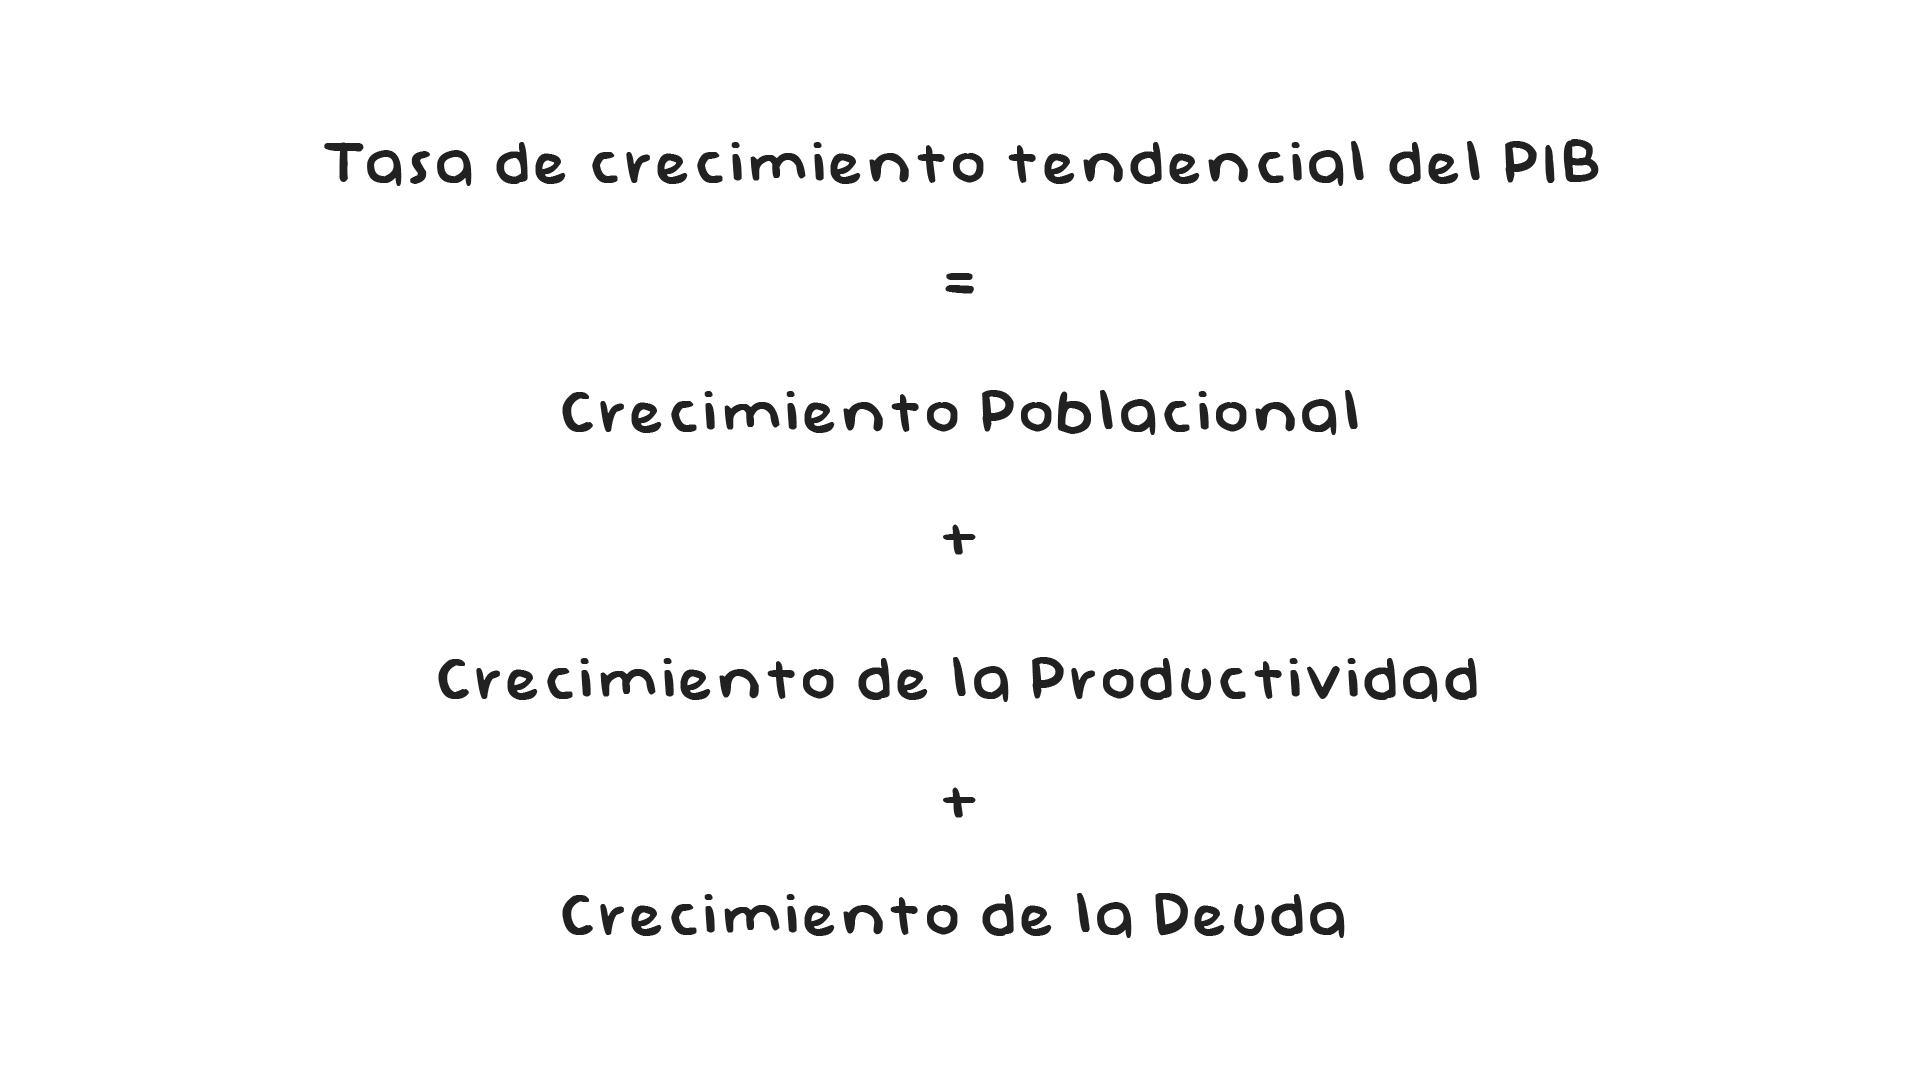 Tasa de crecimiento tendencial del PIB
=
Crecimiento Poblacional
+
Crecimiento de la Productividad
+
Crecimiento de la Deuda